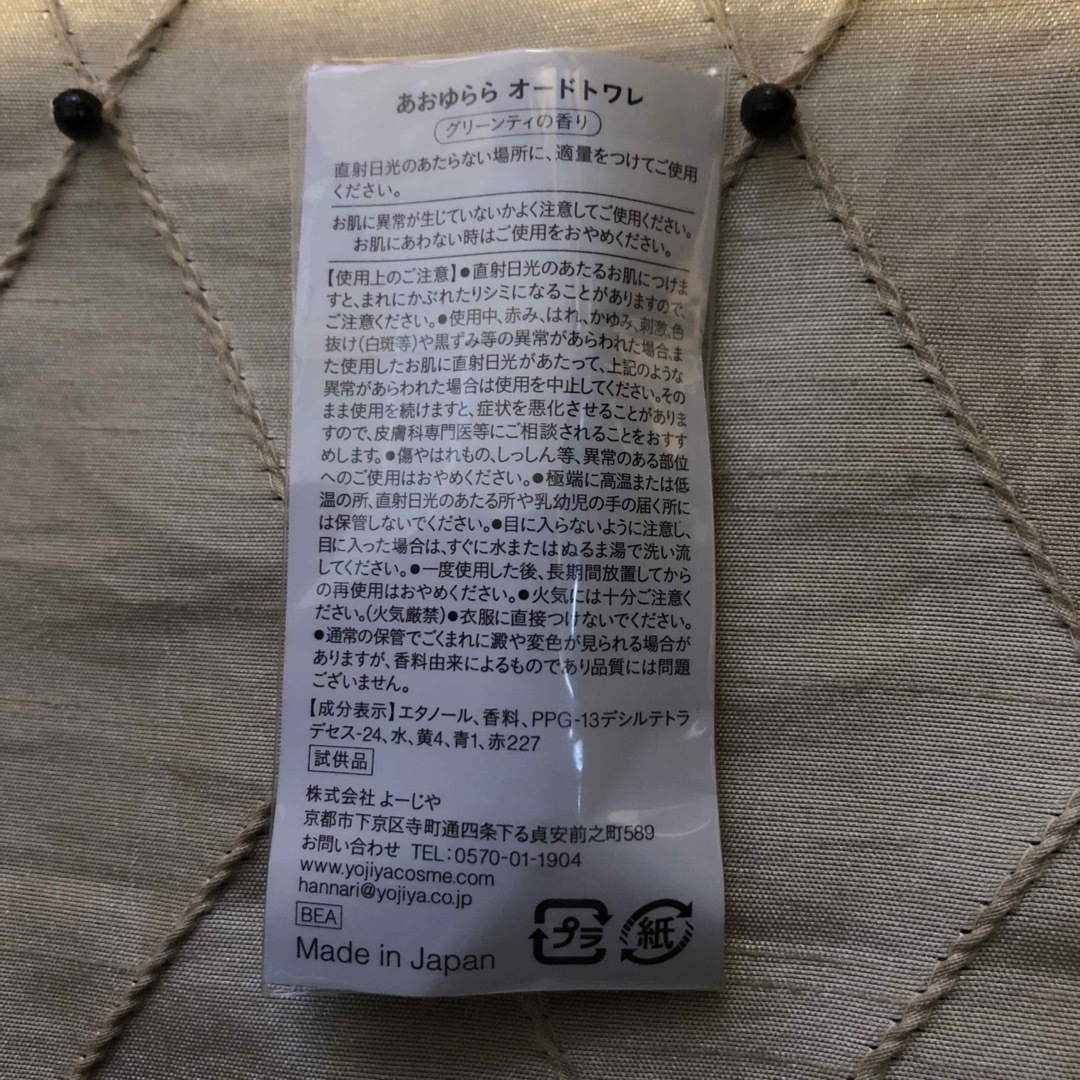 あおゆらら オードトワレ
グリーンティの香り
直射日光のあたらない場所に、適量をつけてご使用
ください。
お肌に異常が生じていないかよく注意してご使用ください。
お肌にあわない時はご使用をおやめください。
【使用上のご注意】●直射日光のあたるお肌につけま
すと、まれにかぶれたりシミになることがありますので、
ご注意ください。●使用中、赤み、はれ、かゆみ、刺激、色
抜け(白斑等)や黒ずみ等の異常があらわれた場合、ま
た使用したお肌に直射日光があたって、上記のような
異常があらわれた場合は使用を中止してください。その
まま使用を続けますと、症状を悪化させることがありま
すので、皮膚科専門医等にご相談されることをおすす
めします。●傷やはれもの、しっしん等、異常のある部位
へのご使用はおやめください。●極端に高温または低
温の所、直射日光のあたる所や乳幼児の手の届く所に
は保管しないでください。●目に入らないように注意し、
目に入った場合は、すぐに水またはぬるま湯で洗い流
してください。●一度使用した後、長期間放置してから
の再使用はおやめください。●火気には十分ご注意く
ださい。(火気厳禁)●衣服に直接つけないでください。
●通常の保管でごくまれに澱や変色が見られる場合が
ありますが、香料由来によるものであり品質には問題
ございません。
【成分表示】エタノール、香料、PPG-13デシルテトラ
デセス-24、水、黄4、青1、赤227
試供品
株式会社 よーじや
京都市下京区寺町通四条下る貞安前之町589
お問い合わせ TEL:0570-01-1904
www.yojiyacosme.com
hannari@yojiya.co.jp
BEA
Made in Japan
プラ
紙